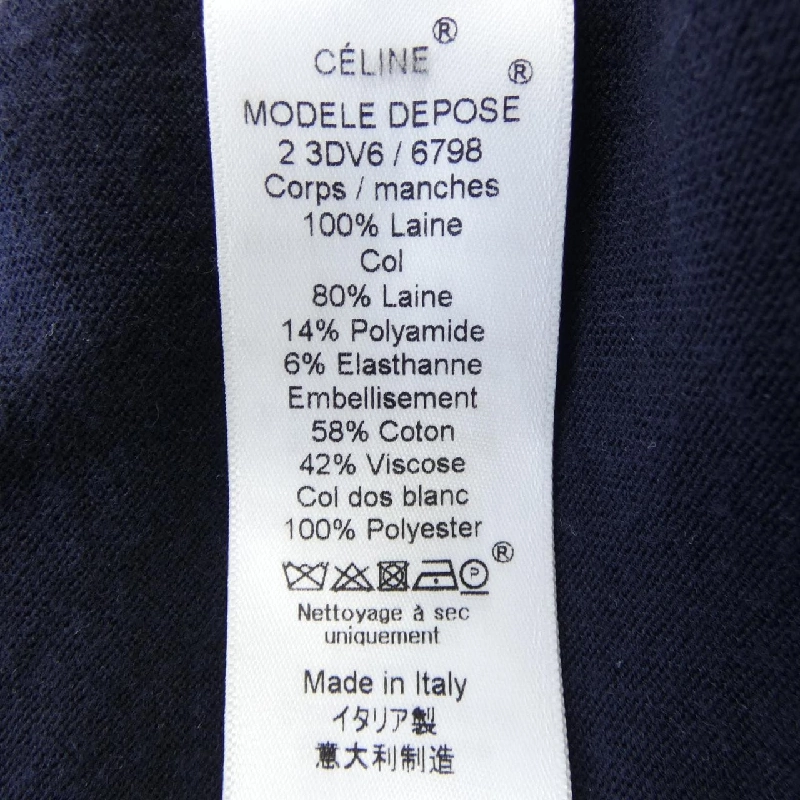 CÉLINE®
MODELE DEPOSE®
2 3DV6 / 6798
Corps / manches
100% Laine
Col
80% Laine
14% Polyamide
6% Elasthanne
Embellisement
58% Coton
42% Viscose
Col dos blanc
100% Polyester
P ®
Nettoyage à sec
uniquement
Made in Italy
イタリア製
意大利制造